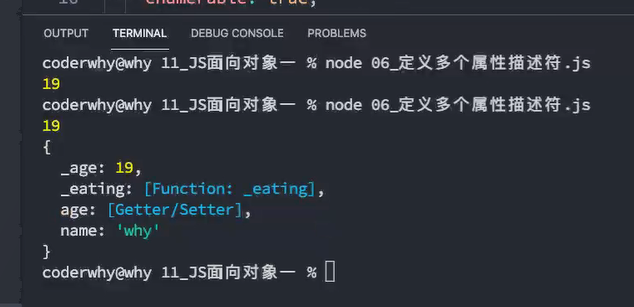 enumerable: true,
OUTPUT TERMINAL DEBUG CONSOLE PROBLEMS
coderwhy@why 11_JS面向对象一 % node 06_定义多个属性描述符.js
19
coderwhy@why 11_JS面向对象一 % node 06_定义多个属性描述符.js
19
{
_age: 19,
_eating: [Function: _eating],
age: [Getter/Setter],
name: 'why'
}
coderwhy@why 11_JS面向对象一 %